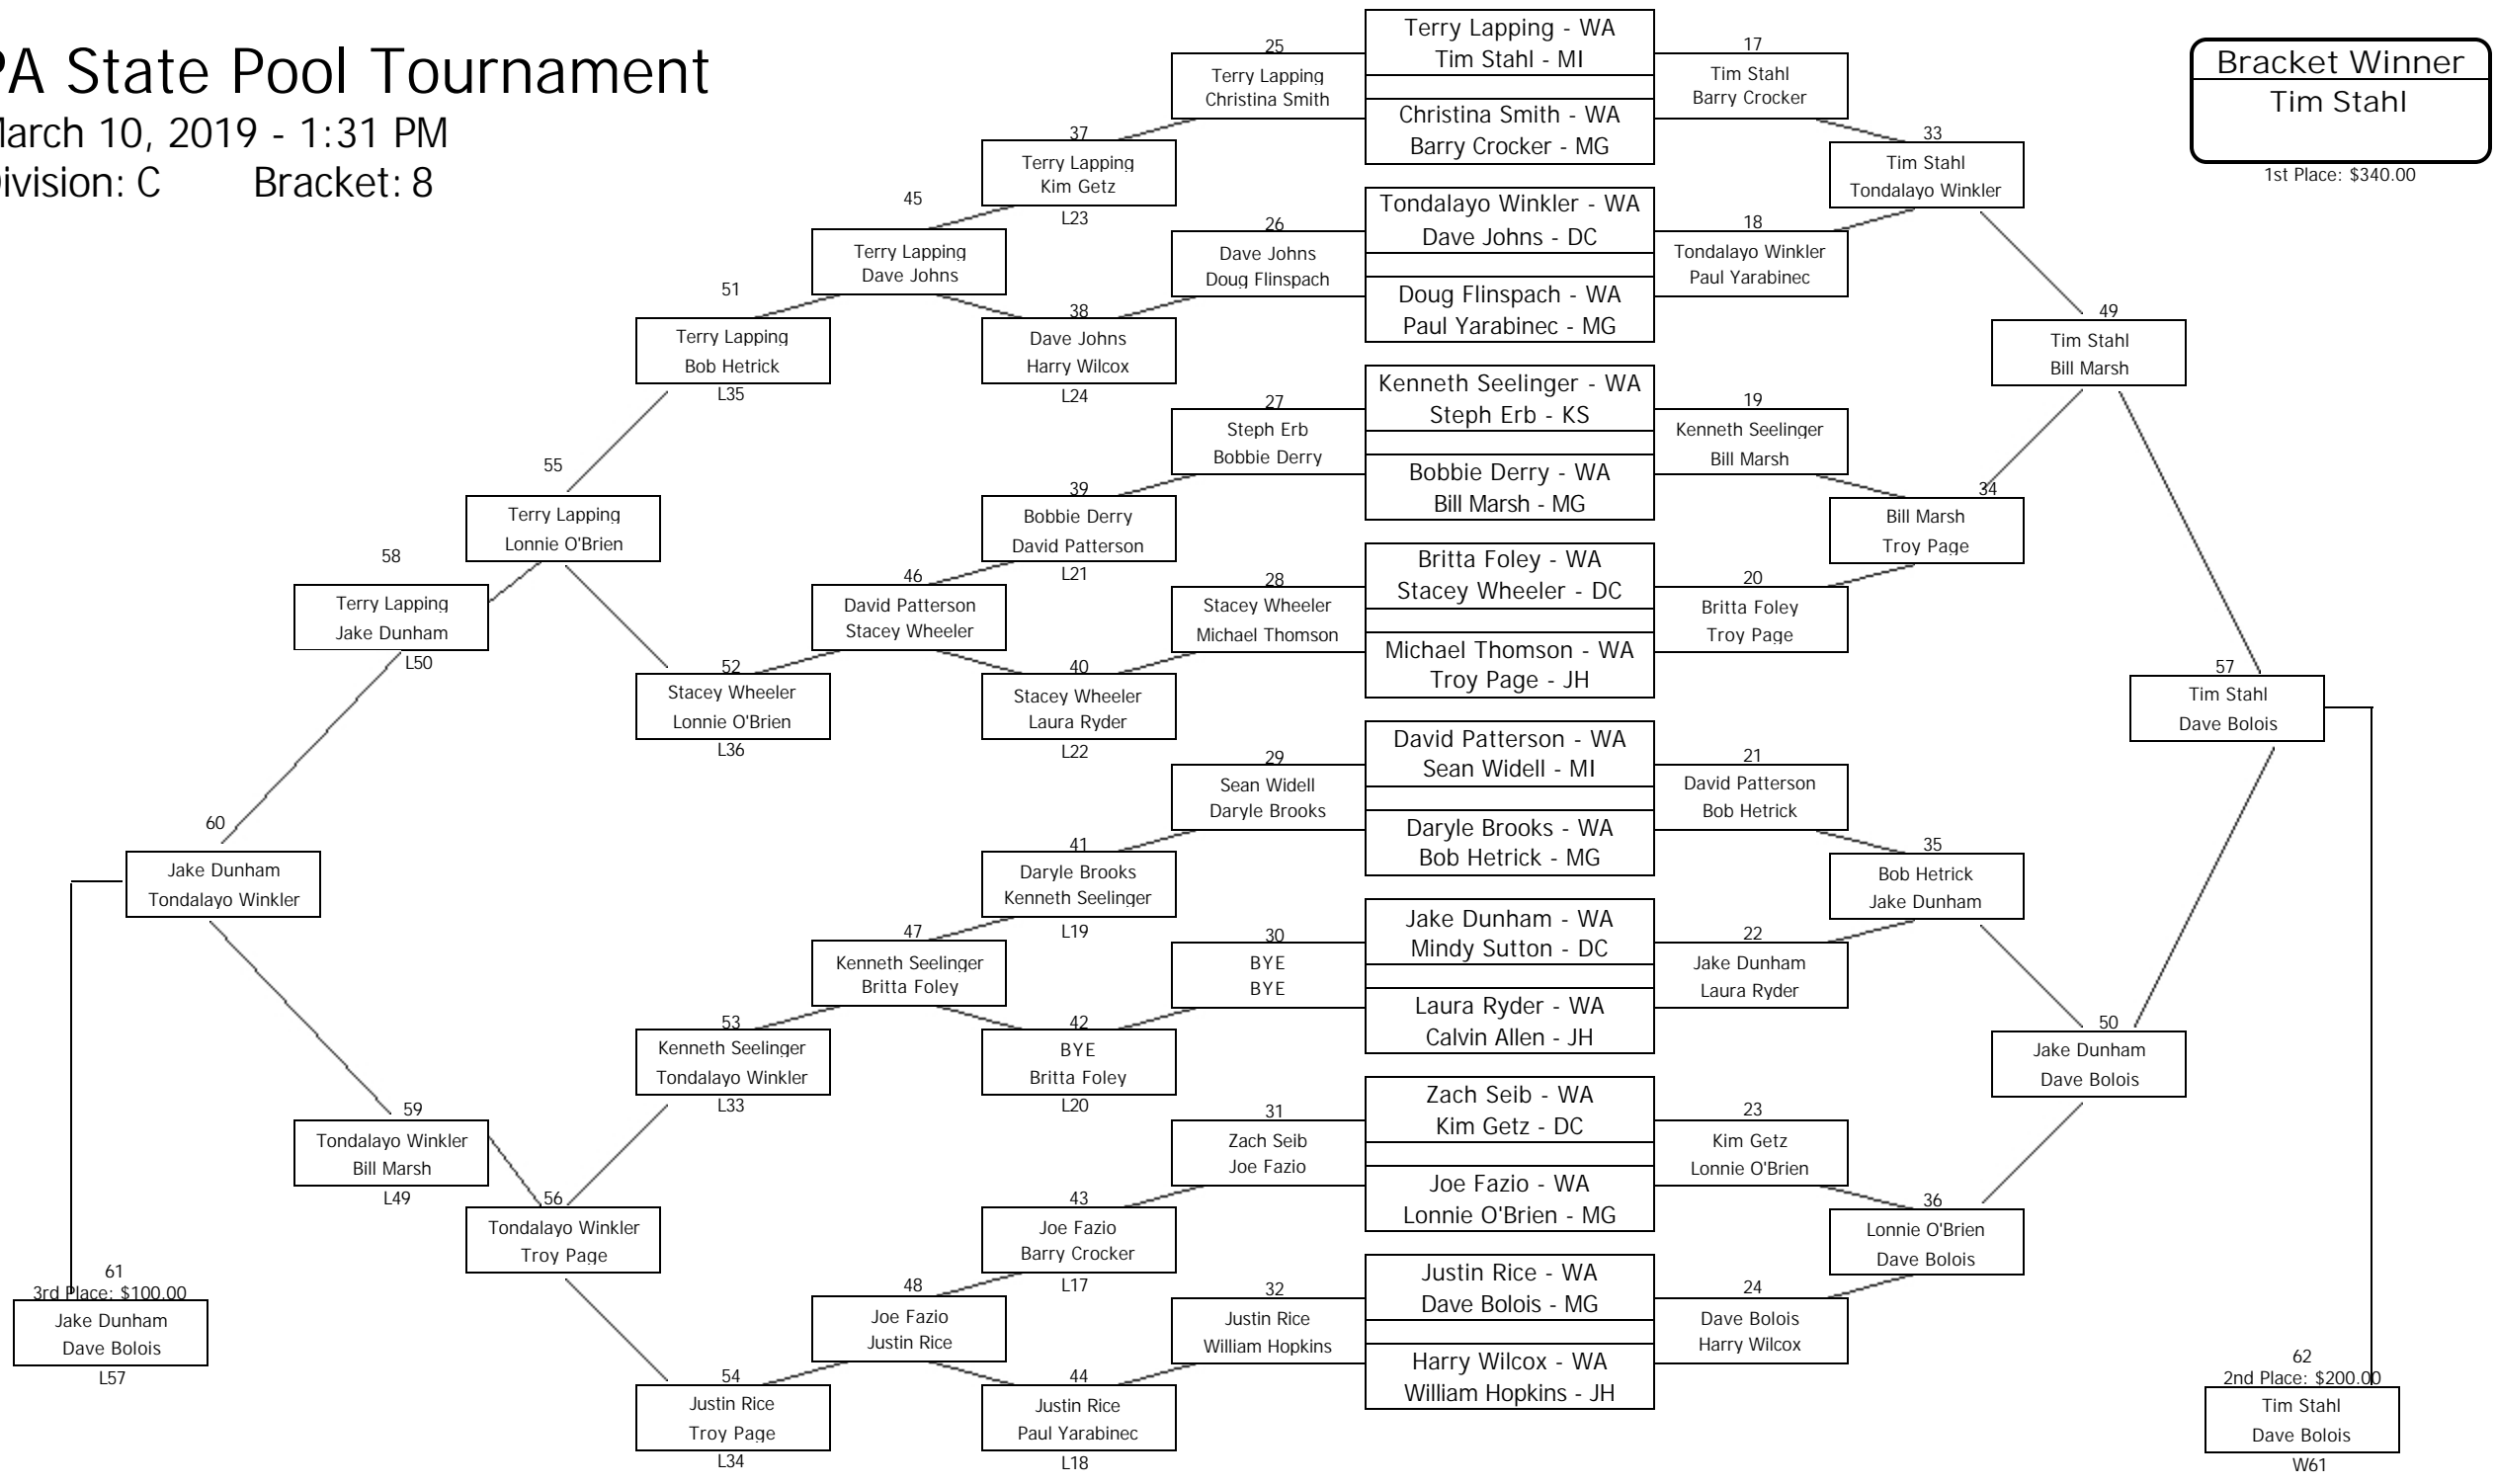 PA State Pool Tournament
March 10, 2019 - 1:31 PM
Division: C Bracket: 8
Bracket Winner
Tim Stahl
1st Place: $340.00
61
3rd Place: $100.00
Jake Dunham
Dave Bolois
L57
60
Jake Dunham
Tondalayo Winkler
58
Terry Lapping
Jake Dunham
L50
59
Tondalayo Winkler
Bill Marsh
L49
55
Terry Lapping
Lonnie O'Brien
56
Tondalayo Winkler
Troy Page
51
Terry Lapping
Bob Hetrick
L35
52
Stacey Wheeler
Lonnie O'Brien
L36
53
Kenneth Seelinger
Tondalayo Winkler
L33
54
Justin Rice
Troy Page
L34
45
Terry Lapping
Dave Johns
46
David Patterson
Stacey Wheeler
47
Kenneth Seelinger
Britta Foley
48
Joe Fazio
Justin Rice
37
Terry Lapping
Kim Getz
L23
38
Dave Johns
Harry Wilcox
L24
39
Bobbie Derry
David Patterson
L21
40
Stacey Wheeler
Laura Ryder
L22
41
Daryle Brooks
Kenneth Seelinger
L19
42
BYE
Britta Foley
L20
43
Joe Fazio
Barry Crocker
L17
44
Justin Rice
Paul Yarabinec
L18
25
Terry Lapping
Christina Smith
26
Dave Johns
Doug Flinspach
27
Steph Erb
Bobbie Derry
28
Stacey Wheeler
Michael Thomson
29
Sean Widell
Daryle Brooks
30
BYE
BYE
31
Zach Seib
Joe Fazio
32
Justin Rice
William Hopkins
Terry Lapping - WA
Tim Stahl - MI
Christina Smith - WA
Barry Crocker - MG
Tondalayo Winkler - WA
Dave Johns - DC
Doug Flinspach - WA
Paul Yarabinec - MG
Kenneth Seelinger - WA
Steph Erb - KS
Bobbie Derry - WA
Bill Marsh - MG
Britta Foley - WA
Stacey Wheeler - DC
Michael Thomson - WA
Troy Page - JH
David Patterson - WA
Sean Widell - MI
Daryle Brooks - WA
Bob Hetrick - MG
Jake Dunham - WA
Mindy Sutton - DC
Laura Ryder - WA
Calvin Allen - JH
Zach Seib - WA
Kim Getz - DC
Joe Fazio - WA
Lonnie O'Brien - MG
Justin Rice - WA
Dave Bolois - MG
Harry Wilcox - WA
William Hopkins - JH
17
Tim Stahl
Barry Crocker
18
Tondalayo Winkler
Paul Yarabinec
19
Kenneth Seelinger
Bill Marsh
20
Britta Foley
Troy Page
21
David Patterson
Bob Hetrick
22
Jake Dunham
Laura Ryder
23
Kim Getz
Lonnie O'Brien
24
Dave Bolois
Harry Wilcox
33
Tim Stahl
Tondalayo Winkler
34
Bill Marsh
Troy Page
35
Bob Hetrick
Jake Dunham
36
Lonnie O'Brien
Dave Bolois
49
Tim Stahl
Bill Marsh
50
Jake Dunham
Dave Bolois
57
Tim Stahl
Dave Bolois
62
2nd Place: $200.00
Tim Stahl
Dave Bolois
W61